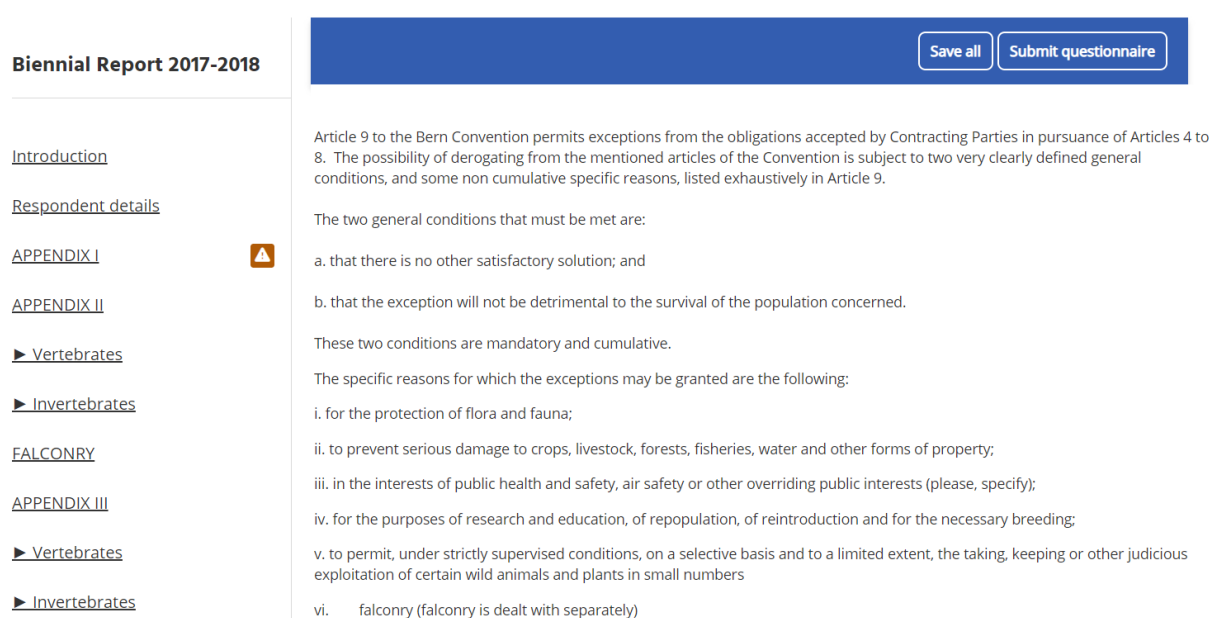 Biennial Report 2017-2018
Introduction
Respondent details
APPENDIX I
APPENDIX II
► Vertebrates
► Invertebrates
FALCONRY
APPENDIX III
► Vertebrates
► Invertebrates
Save all
Submit questionnaire
Article 9 to the Bern Convention permits exceptions from the obligations accepted by Contracting Parties in pursuance of Articles 4 to
8.  The possibility of derogating from the mentioned articles of the Convention is subject to two very clearly defined general
conditions, and some non cumulative specific reasons, listed exhaustively in Article 9.
The two general conditions that must be met are:
a. that there is no other satisfactory solution; and
b. that the exception will not be detrimental to the survival of the population concerned.
These two conditions are mandatory and cumulative.
The specific reasons for which the exceptions may be granted are the following:
i. for the protection of flora and fauna;
ii. to prevent serious damage to crops, livestock, forests, fisheries, water and other forms of property;
iii. in the interests of public health and safety, air safety or other overriding public interests (please, specify);
iv. for the purposes of research and education, of repopulation, of reintroduction and for the necessary breeding;
v. to permit, under strictly supervised conditions, on a selective basis and to a limited extent, the taking, keeping or other judicious
exploitation of certain wild animals and plants in small numbers
vi.      falconry (falconry is dealt with separately)